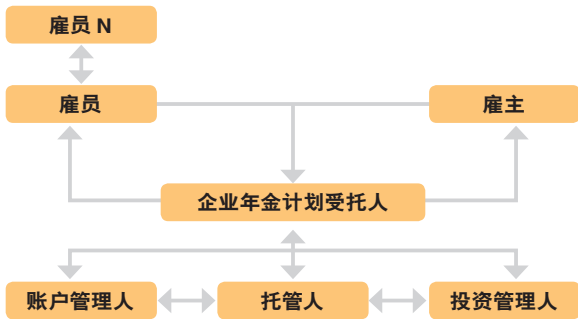 雇员 N
雇员
雇主
企业年金计划受托人
账户管理人
托管人
投资管理人